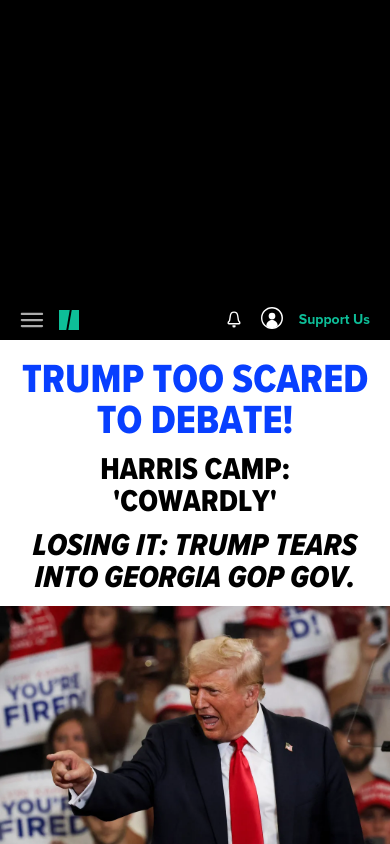 Support Us
TRUMP TOO SCARED
TO DEBATE!
HARRIS CAMP:
'COWARDLY'
LOSING IT: TRUMP TEARS
INTO GEORGIA GOP GOV.
D!
YOU'RE
FIRED
YOU'RE
FIRED